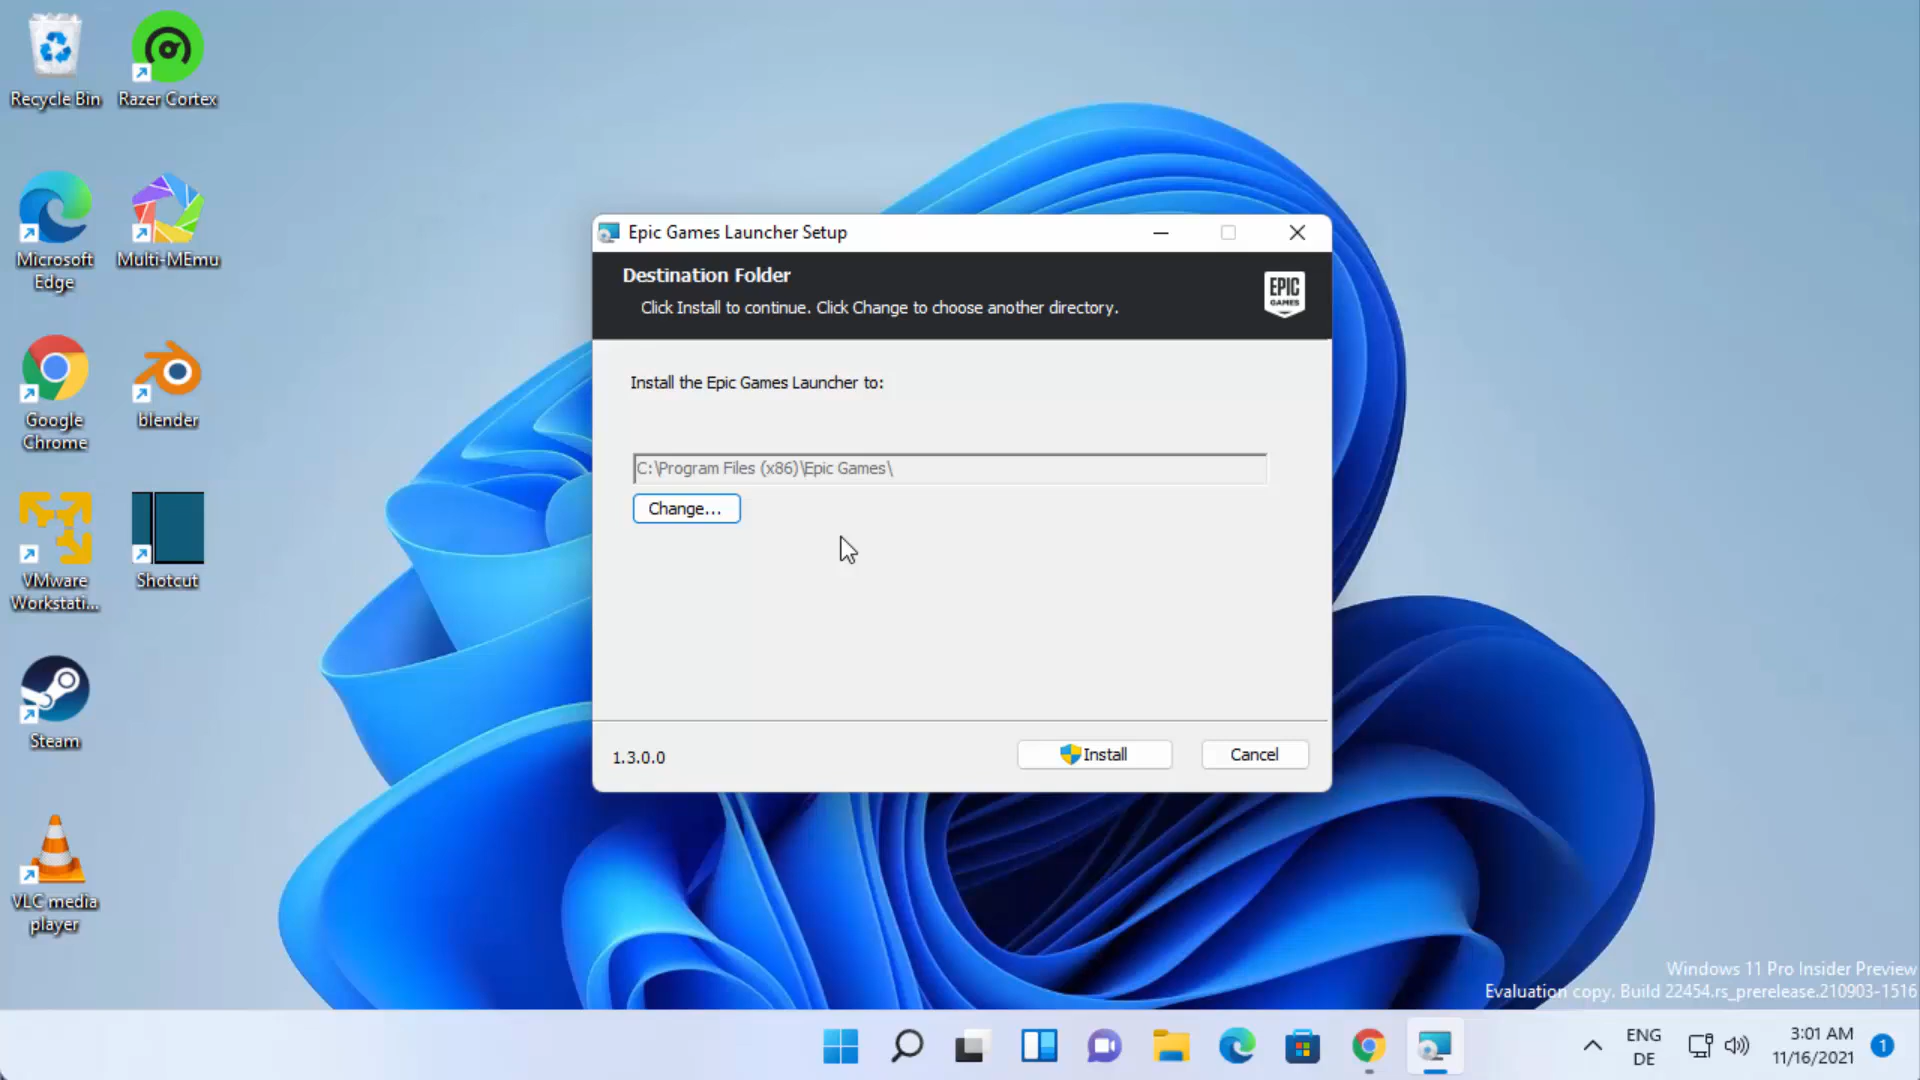 Recycle Bin
Razer Cortex
Microsoft
Edge
Multi-MEmu
Google
Chrome
blender
VMware
Workstati...
Shotcut
Steam
VLC media
player
Epic Games Launcher Setup
Destination Folder
Click Install to continue. Click Change to choose another directory.
EPIC
GAMES
Install the Epic Games Launcher to:
C:\Program Files (x86)\Epic Games\
Change...
1.3.0.0
Install
Cancel
Windows 11 Pro Insider Preview
Evaluation copy. Build 22454.rs_prerelease.210903-1516
ENG
DE
3:01 AM
11/16/2021
1